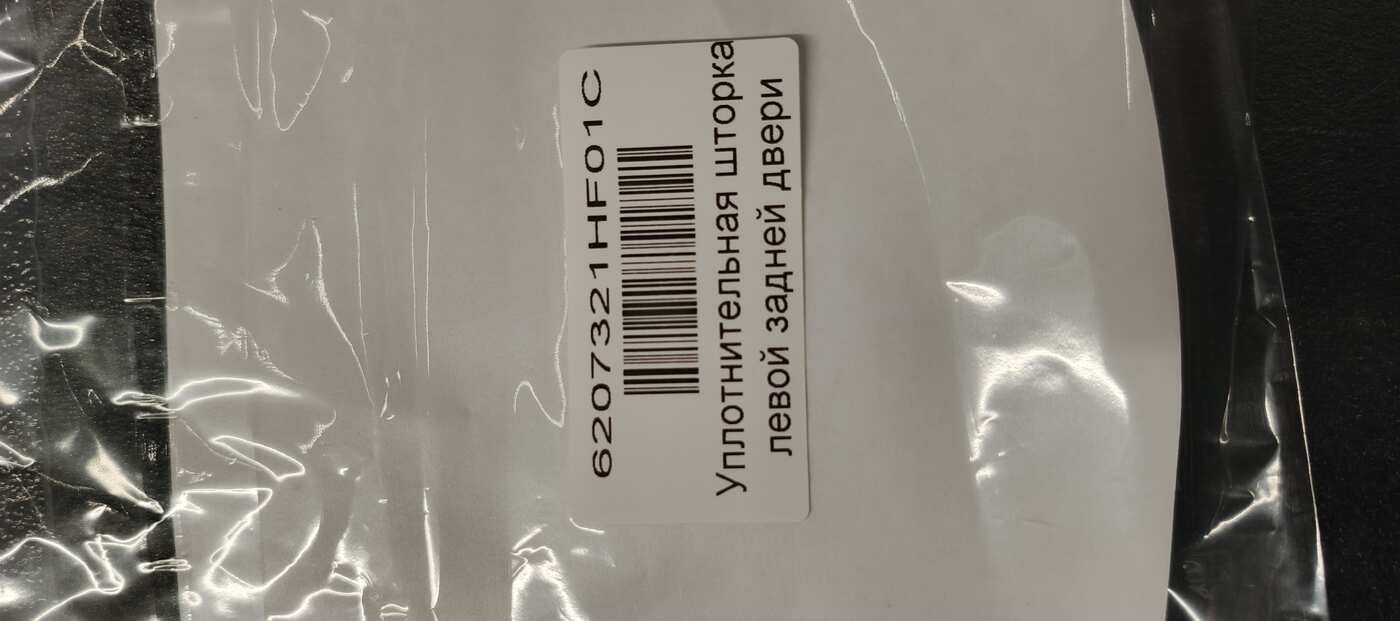 6207321HF01C
Уплотнительная шторка
левой задней двери